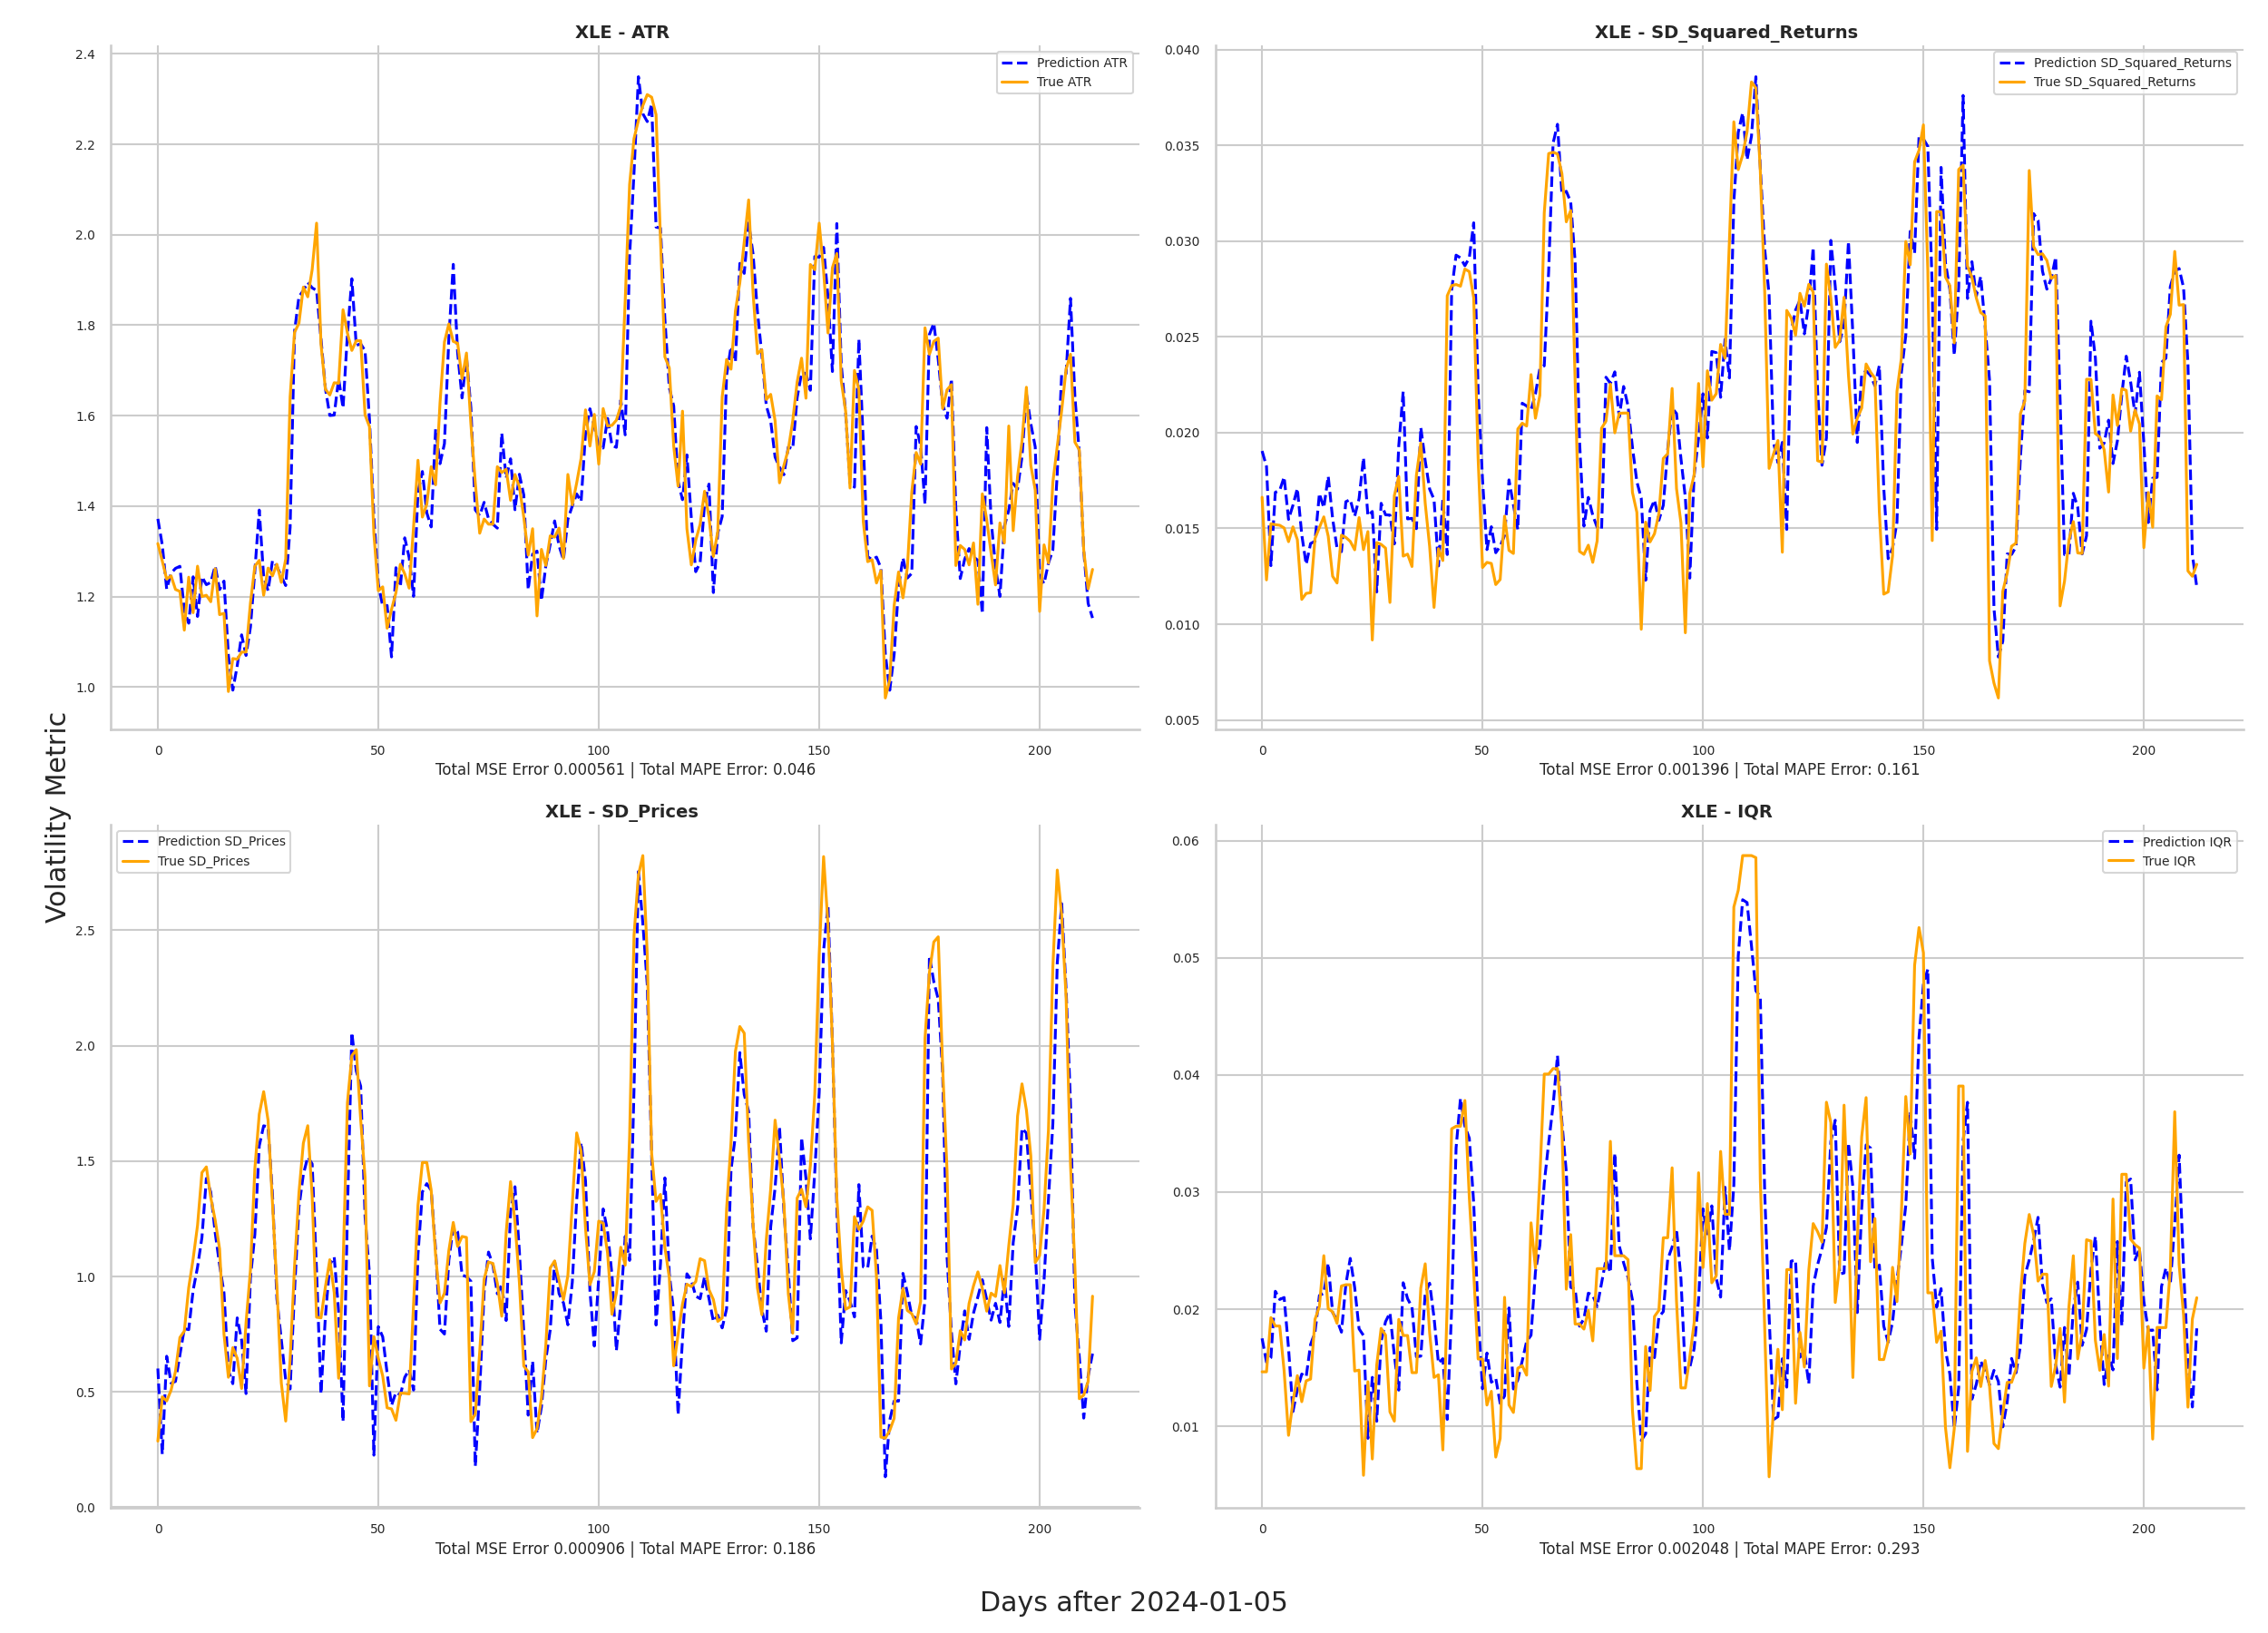 XLE - ATR
2.4
2.2
2.0
1.8
1.6
1.4
1.2
1.0
Prediction ATR
True ATR
0 50 100 150 200
Total MSE Error 0.000561 | Total MAPE Error: 0.046
XLE - SD_Squared_Returns
0.040
0.035
0.030
0.025
0.020
0.015
0.010
0.005
Prediction SD_Squared_Returns
True SD_Squared_Returns
0 50 100 150 200
Total MSE Error 0.001396 | Total MAPE Error: 0.161
Volatility Metric
XLE - SD_Prices
2.5
2.0
1.5
1.0
0.5
0.0
Prediction SD_Prices
True SD_Prices
0 50 100 150 200
Total MSE Error 0.000906 | Total MAPE Error: 0.186
XLE - IQR
0.06
0.05
0.04
0.03
0.02
0.01
Prediction IQR
True IQR
0 50 100 150 200
Total MSE Error 0.002048 | Total MAPE Error: 0.293
Days after 2024-01-05